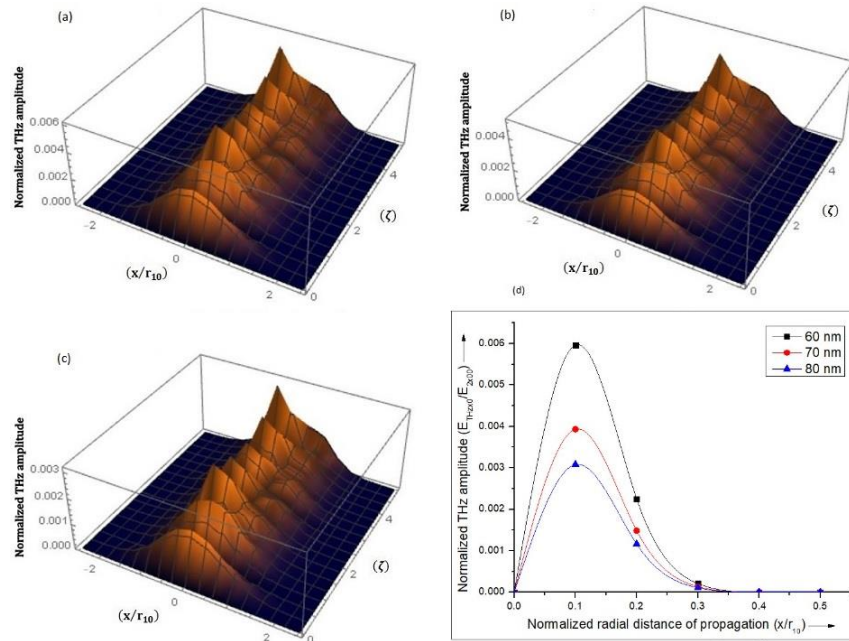 (a)
Normalized THz amplitude
0.006
0.004
0.002
0.000
-2
0
2
(x/r10)
0
2
4
(ζ)
(b)
Normalized THz amplitude
0.004
0.002
0.000
-2
0
2
(x/r10)
0
2
4
(ζ)
(c)
Normalized THz amplitude
0.003
0.002
0.001
0.000
-2
0
2
(x/r10)
0
2
4
(ζ)
(d)
Normalized THz amplitude (ETHzx0/E2x00)
0.006
0.005
0.004
0.003
0.002
0.001
0.000
60 nm
70 nm
80 nm
0.0 0.1 0.2 0.3 0.4 0.5
Normalized radial distance of propagation (x/r10)